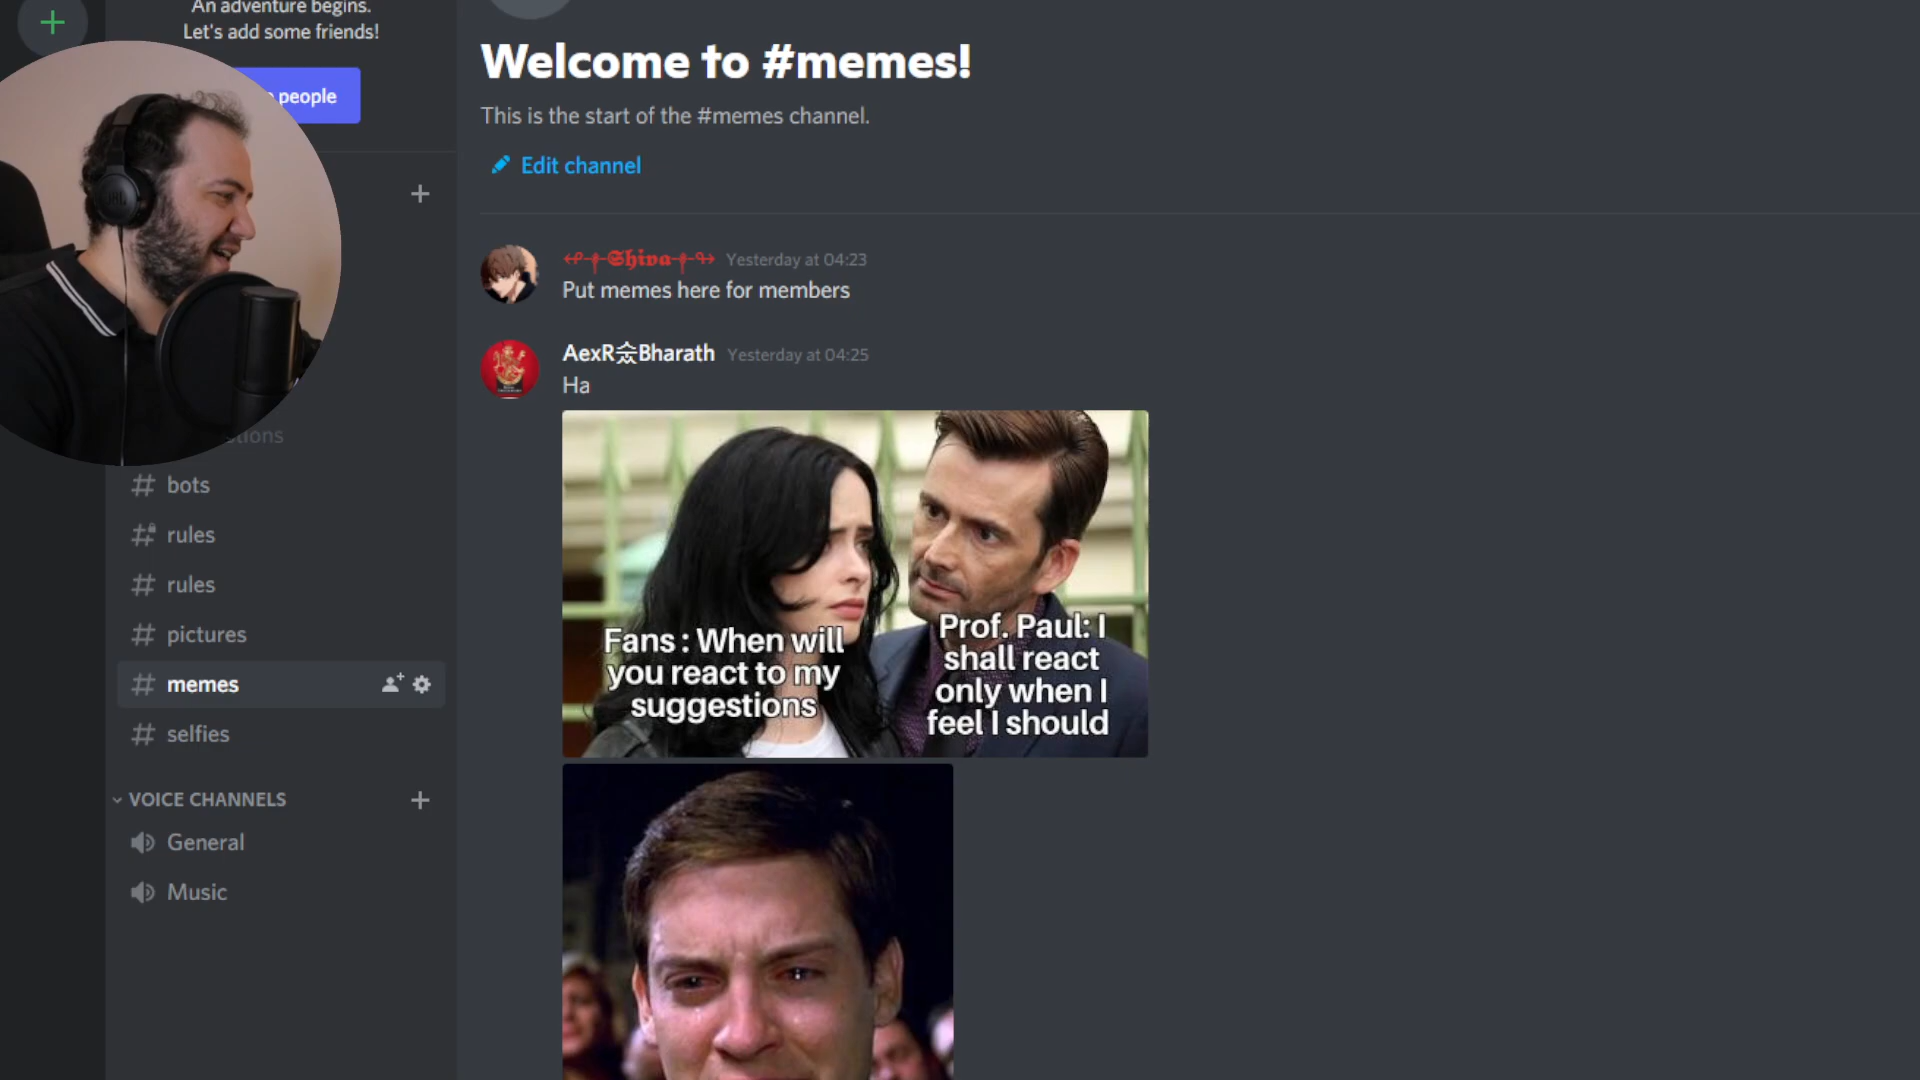 An adventure begins.
Let's add some friends!
people
Welcome to #memes!
This is the start of the #memes channel.
Edit channel
Shiva Yesterday at 04:23
Put memes here for members
AexR会Bharath Yesterday at 04:25
Ha
Fans : When will
you react to my
suggestions
Prof. Paul: I
shall react
only when I
feel I should
bots
rules
rules
pictures
memes
selfies
VOICE CHANNELS
General
Music